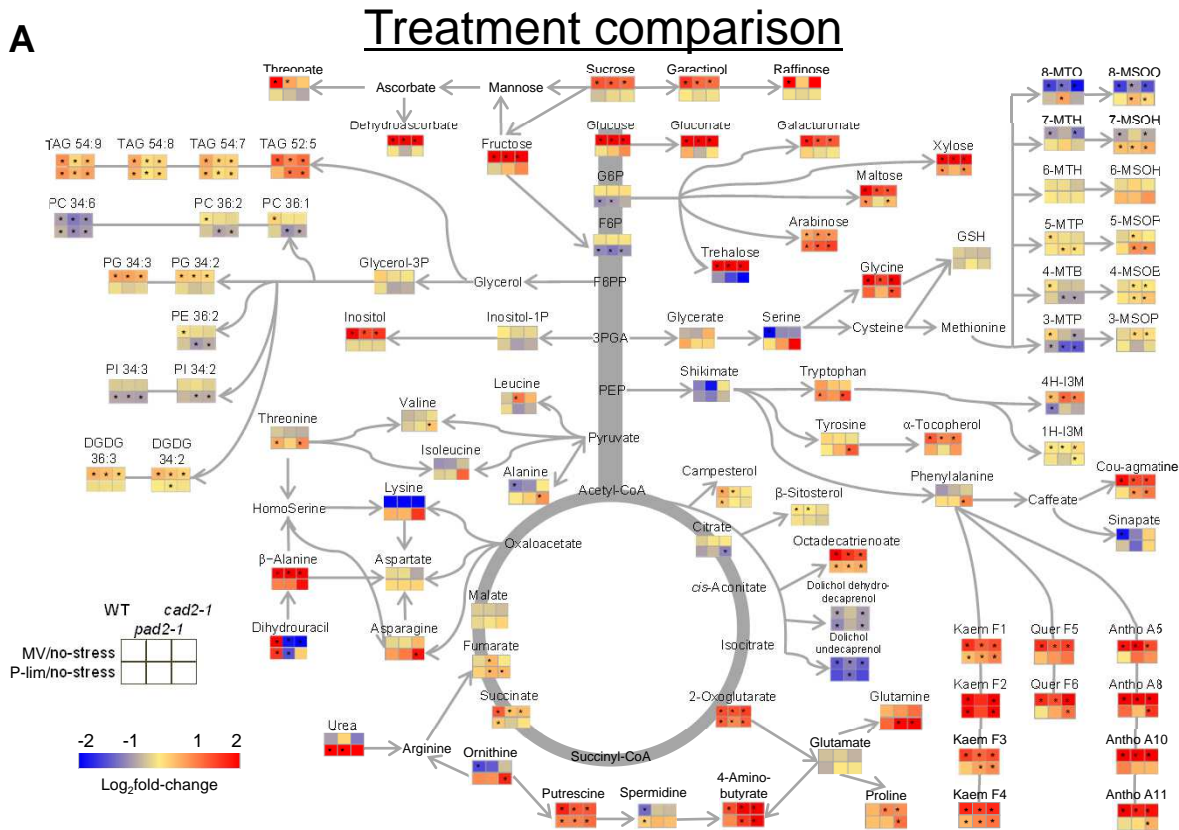 Treatment comparison
A
Threonate
Ascorbate
Mannose
Sucrose
Garactinol
Raffinose
8-MTO
8-MSOO
Dehydroascorbate
Fructose
Glucose
Gluconate
Galacturonate
7-MTH
7-MSOH
TAG 54:9
TAG 54:8
TAG 54:7
TAG 52:5
G6P
Maltose
Xylose
6-MTH
6-MSOH
PC 34:6
PC 36:2
PC 36:1
F6P
Arabinose
5-MTP
5-MSOP
Trehalose
GSH
PG 34:3
PG 34:2
Glycerol-3P
Glycerol
F6PP
Glycine
4-MTB
4-MSOB
PE 36:2
Inositol
Inositol-1P
3PGA
Glycerate
Serine
Cysteine
Methionine
3-MTP
3-MSOP
PI 34:3
PI 34:2
Leucine
PEP
Shikimate
Tryptophan
4H-I3M
Threonine
Valine
Pyruvate
Tyrosine
α-Tocopherol
1H-I3M
DGDG
36:3
DGDG
34:2
Isoleucine
Alanine
Campesterol
Phenylalanine
Cou-agmatine
Lysine
Acetyl-CoA
β-Sitosterol
Caffeate
HomoSerine
Citrate
Sinapate
Oxaloacetate
Octadecatrienoate
β-Alanine
Aspartate
cis-Aconitate
Dolichol dehydro-
decaprenol
Malate
WT
cad2-1
pad2-1
MV/no-stress
P-lim/no-stress
Dihydrouracil
Asparagine
Fumarate
Isocitrate
Dolichol
undecaprenol
Kaem F1
Quer F5
Antho A5
Succinate
2-Oxoglutarate
Glutamine
Kaem F2
Quer F6
Antho A8
Urea
Arginine
Ornithine
Succinyl-CoA
Glutamate
Kaem F3
Antho A10
-2
-1
1
2
Log2fold-change
Putrescine
Spermidine
4-Amino-
butyrate
Proline
Kaem F4
Antho A11